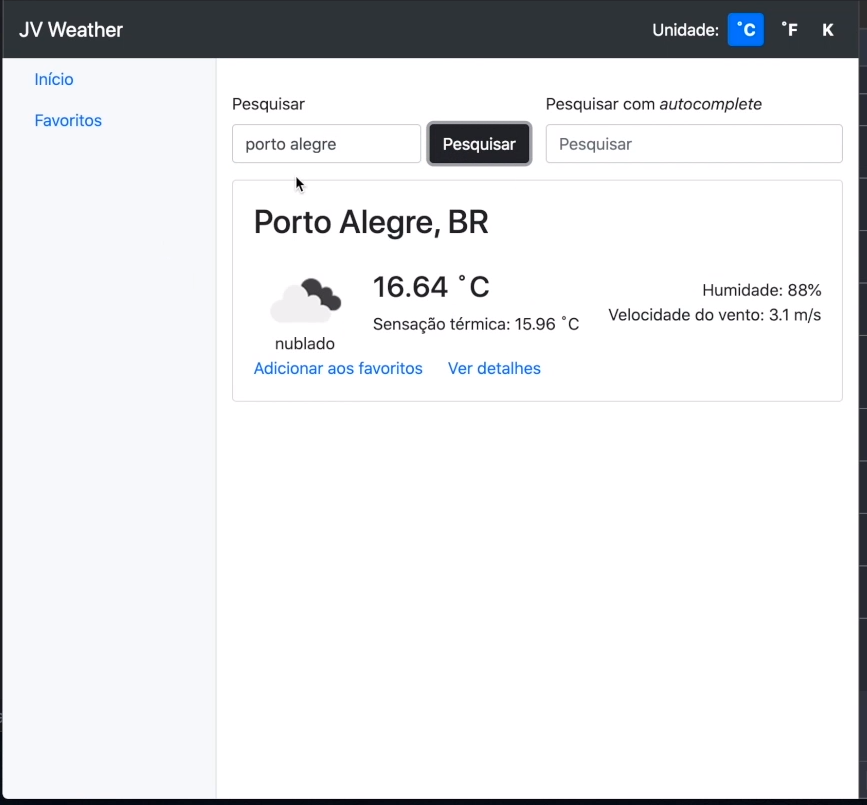 JV Weather
Unidade: °C °F K
Início
Favoritos
Pesquisar
Pesquisar com autocomplete
porto alegre
Pesquisar
Pesquisar
Porto Alegre, BR
16.64 °C
Sensação térmica: 15.96 °C
nublado
Humidade: 88%
Velocidade do vento: 3.1 m/s
Adicionar aos favoritos
Ver detalhes